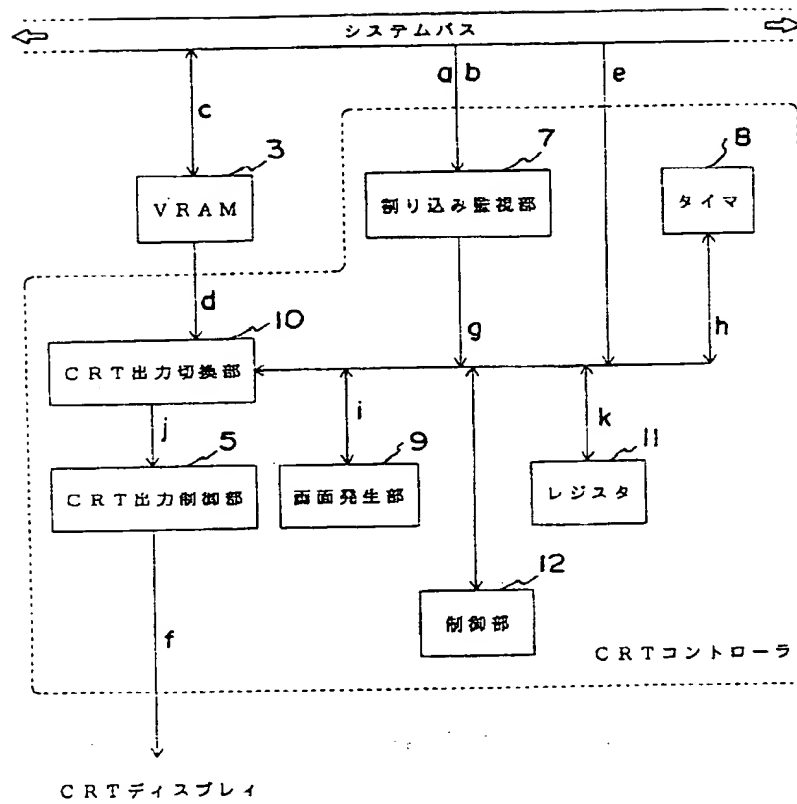 システムバス
a b
e
c
3
VRAM
7
割り込み監視部
8
タイマ
d
10
CRT出力切換部
g
h
i
k
j
5
CRT出力制御部
9
画面発生部
11
レジスタ
12
制御部
f
CRTコントローラ
CRTディスプレイ